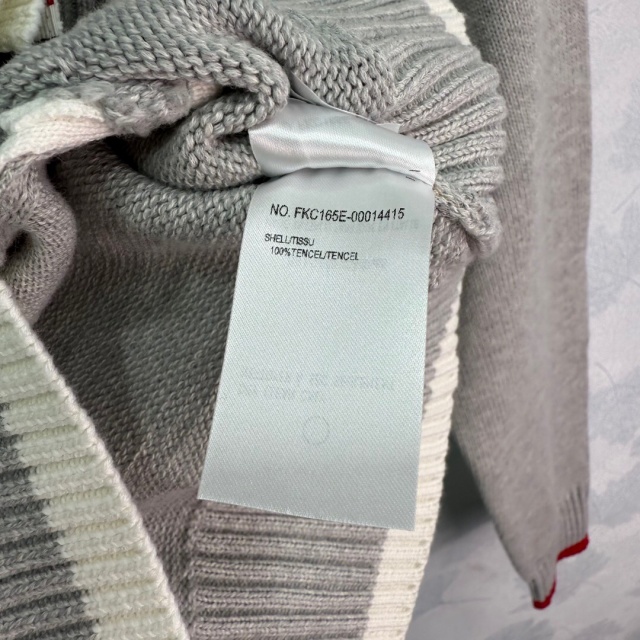 NO. FKC165E-00014415
SHELL/TISSU
100%TENCEL/TENCEL